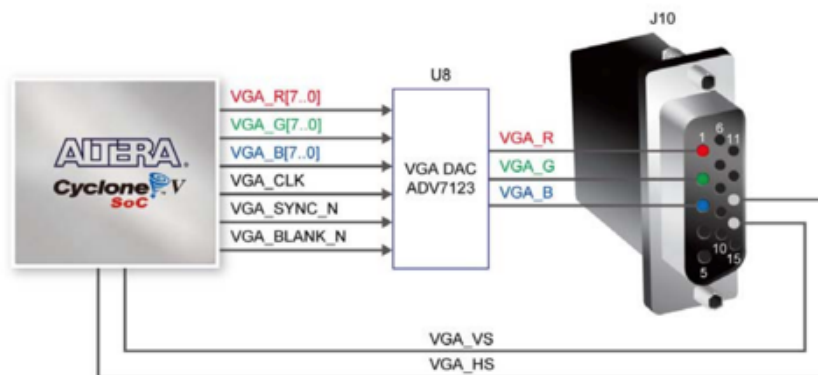 J10
U8
VGA_R[7..0]
VGA_G[7..0]
VGA_B[7..0]
VGA_CLK
VGA_SYNC_N
VGA_BLANK_N
ALTERA®
Cyclone V
SoC
VGA DAC
ADV7123
VGA_R
VGA_G
VGA_B
1 6 11
5 10 15
VGA_VS
VGA_HS